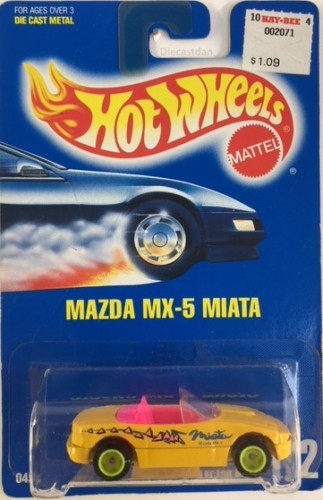 FOR AGES OVER 3
DIE CAST METAL
10 KAY-BEE 4
002071
$1.09
Diecastdan
HOT WHEELS
MATTEL
®
MAZDA MX-5 MIATA
Miata